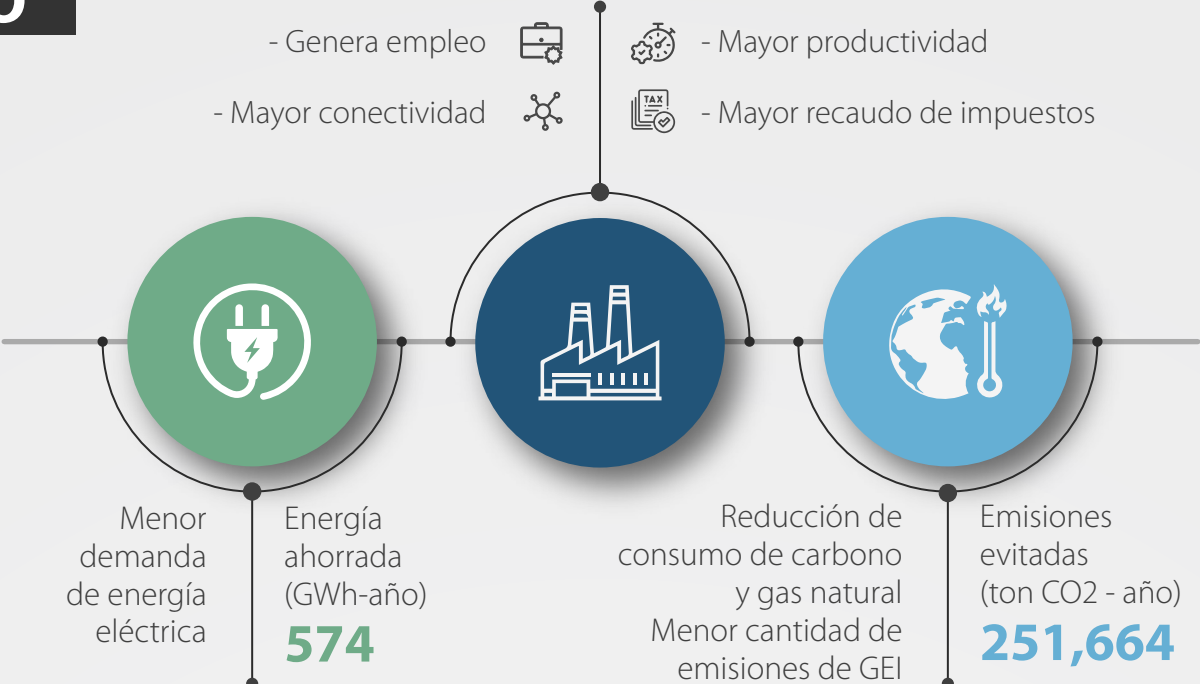 - Genera empleo
- Mayor productividad
- Mayor conectividad
TAX
- Mayor recaudo de impuestos
Menor
demanda
de energía
eléctrica
Energía
ahorrada
(GWh-año)
574
Reducción de
consumo de carbono
y gas natural
Menor cantidad de
emisiones de GEI
Emisiones
evitadas
(ton CO2 - año)
251,664